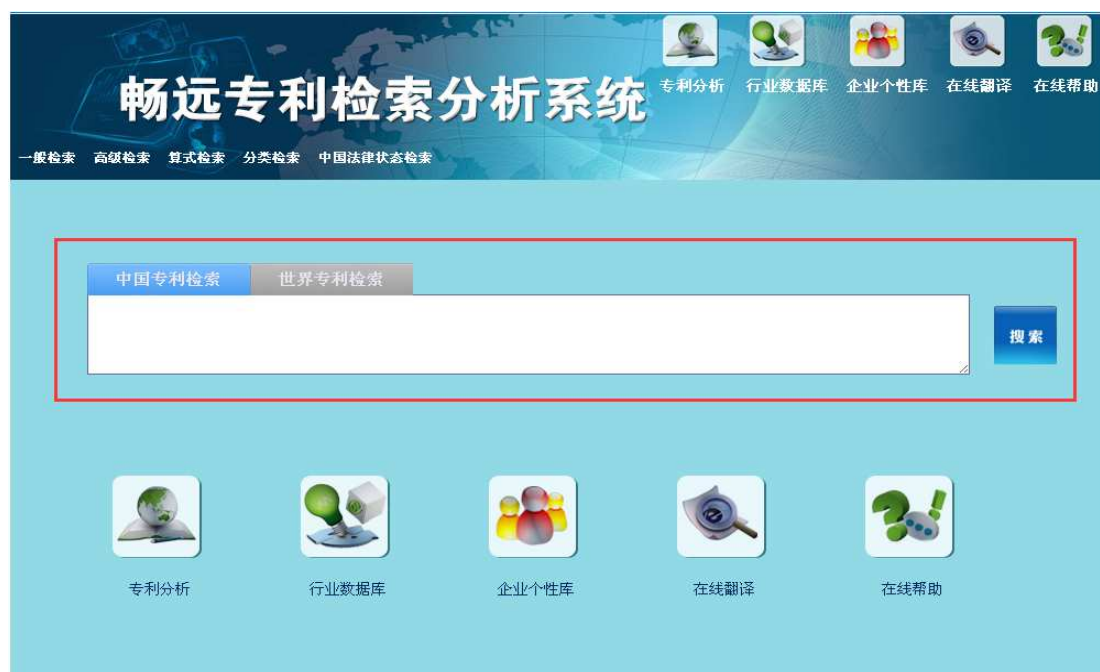 畅远专利检索分析系统
专利分析 行业数据库 企业个性库 在线翻译 在线帮助
一般检索 高级检索 算式检索 分类检索 中国法律状态检索
中国专利检索 世界专利检索
搜索
专利分析 行业数据库 企业个性库 在线翻译 在线帮助